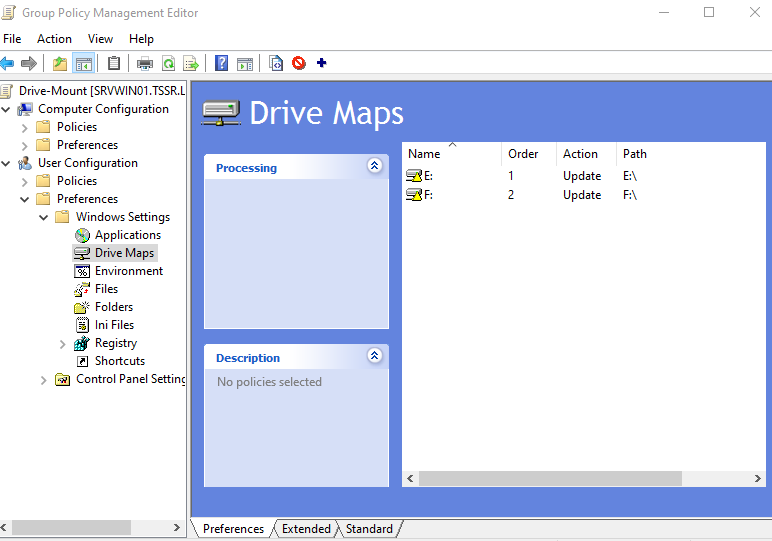 Group Policy Management Editor
File Action View Help
Drive-Mount [SRVWIN01.TSSR.L
Computer Configuration
Policies
Preferences
User Configuration
Policies
Preferences
Windows Settings
Applications
Drive Maps
Environment
Files
Folders
Ini Files
Registry
Shortcuts
Control Panel Setting
Drive Maps
Processing
Description
No policies selected
Name Order Action Path
E: 1 Update E:\
F: 2 Update F:\
Preferences Extended Standard